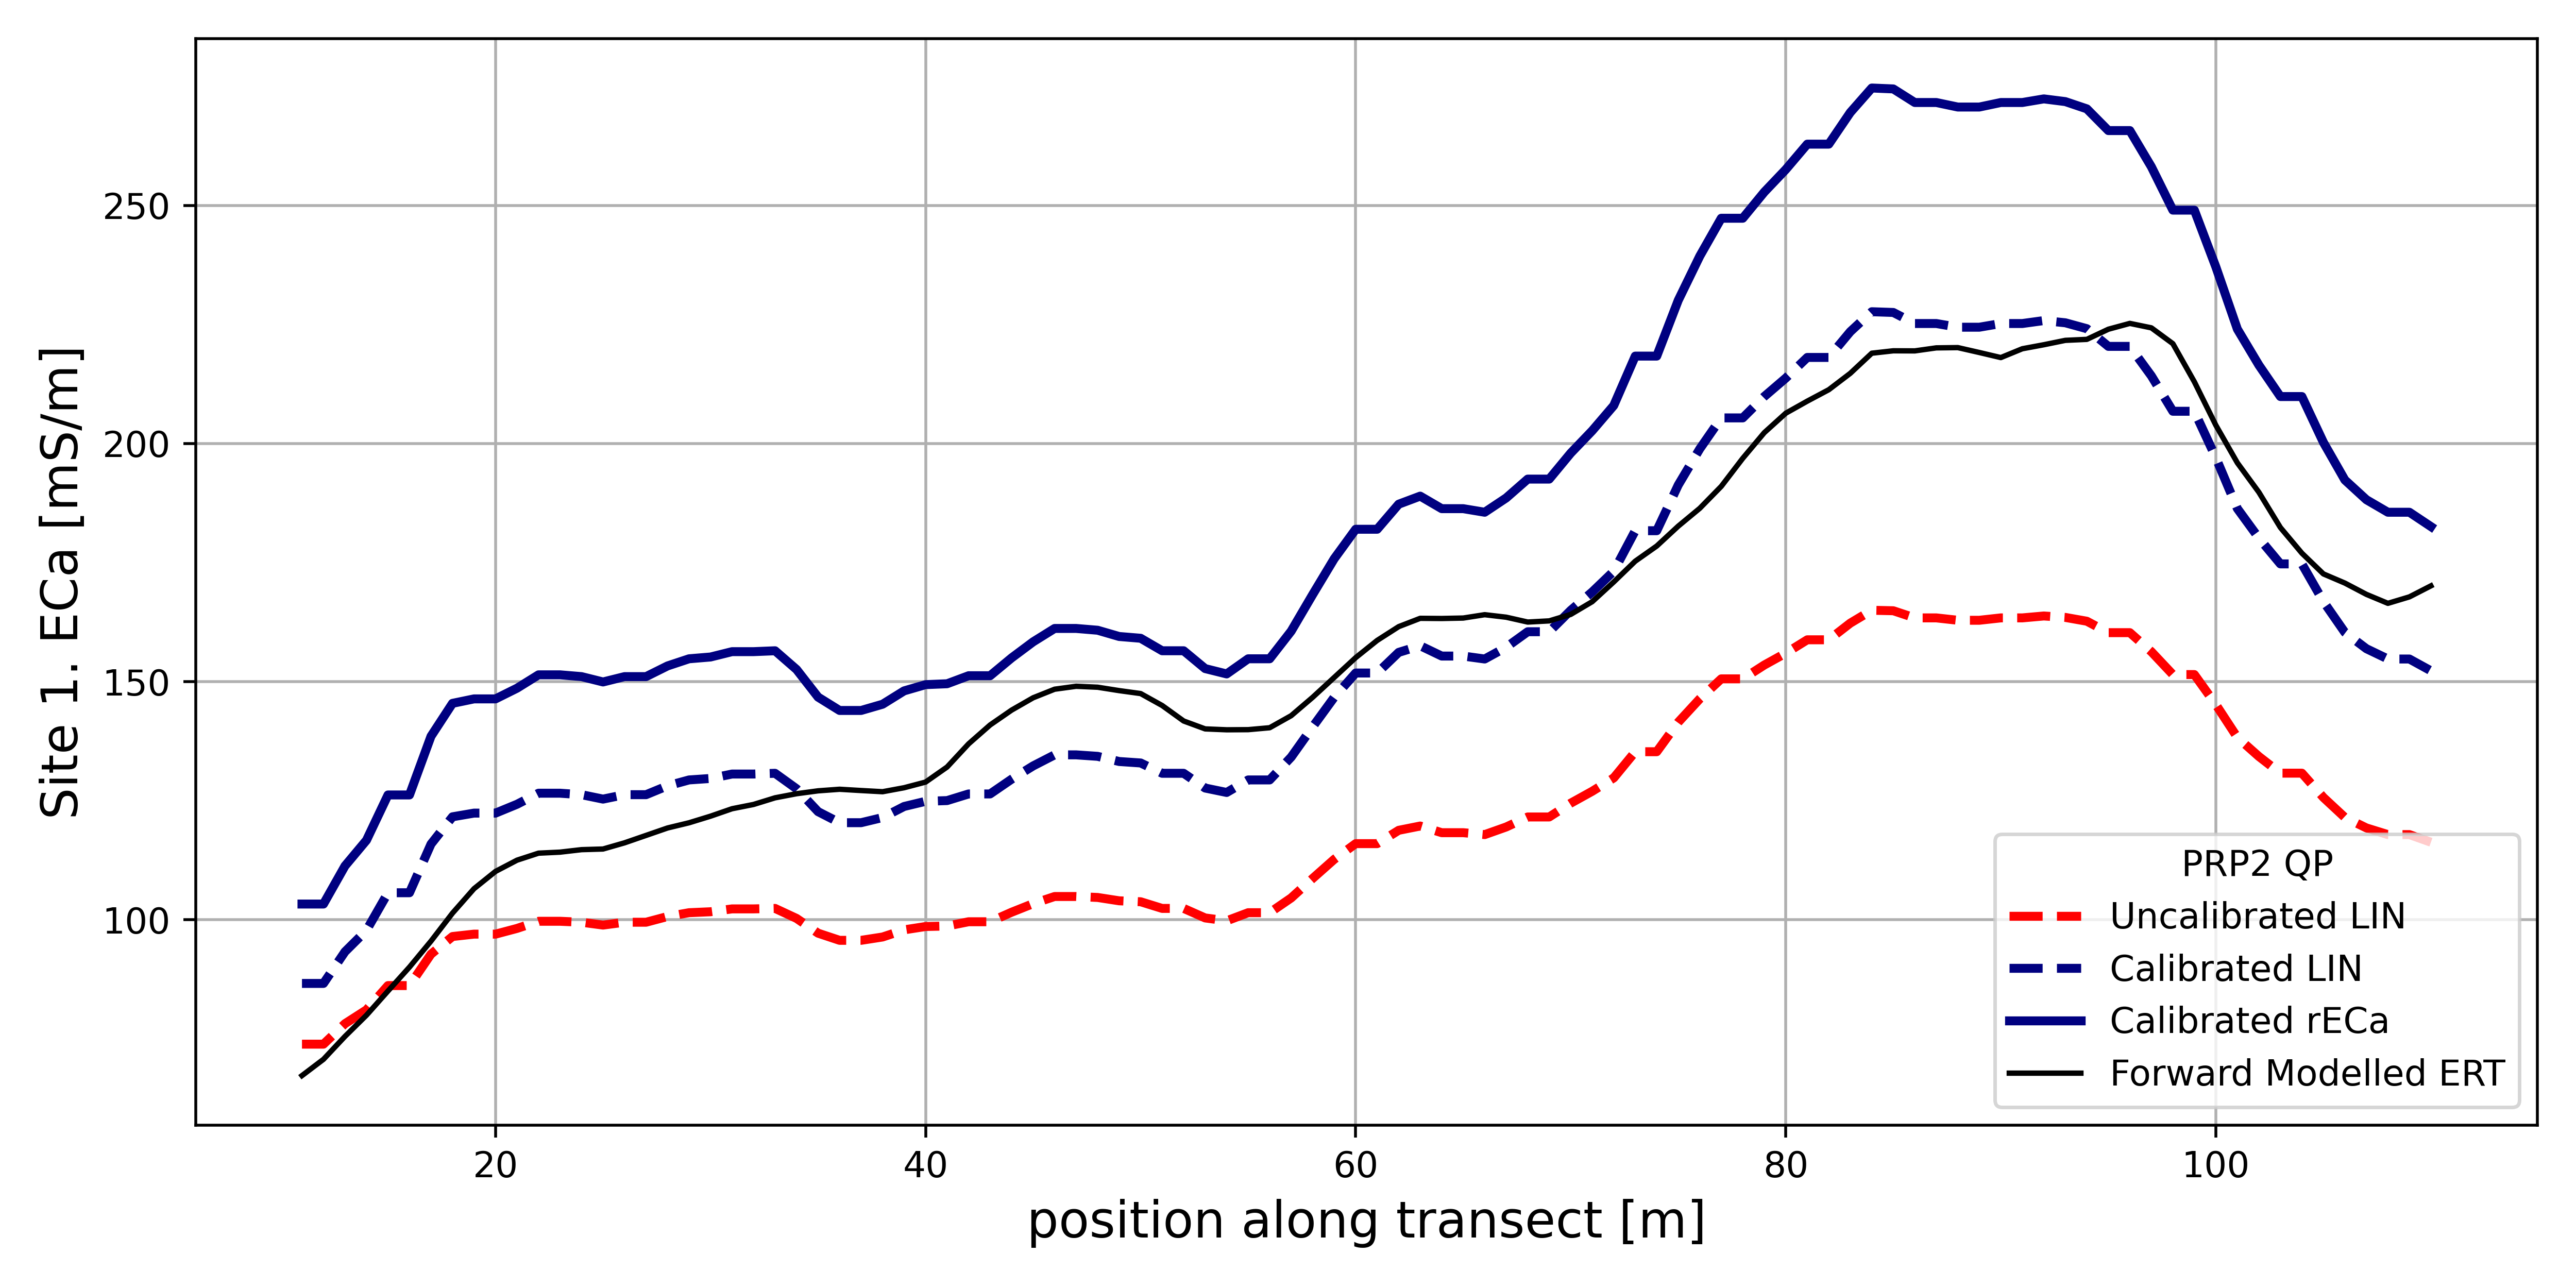 Site 1. ECa [mS/m]
250
200
150
100
20 40 60 80 100
position along transect [m]
PRP2 QP
Uncalibrated LIN
Calibrated LIN
Calibrated rECa
Forward Modelled ERT